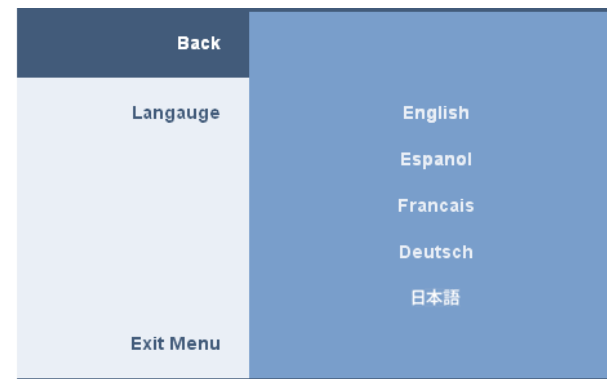 Back
Langauge
English
Espanol
Francais
Deutsch
日本語
Exit Menu